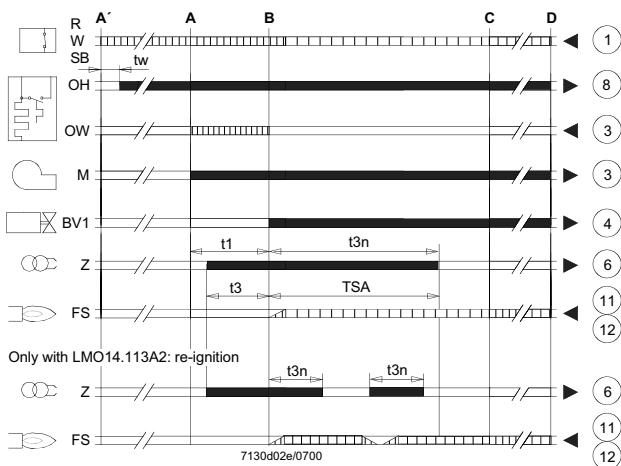 R A´ A B C D
W 1
SB tw
OH 8
OW 3
M 3
BV1 4
t1 t3n
Z 6
t3 TSA
FS 11
12
Only with LMO14.113A2: re-ignition
t3n t3n
Z 6
11
FS
12
7130d02e/0700